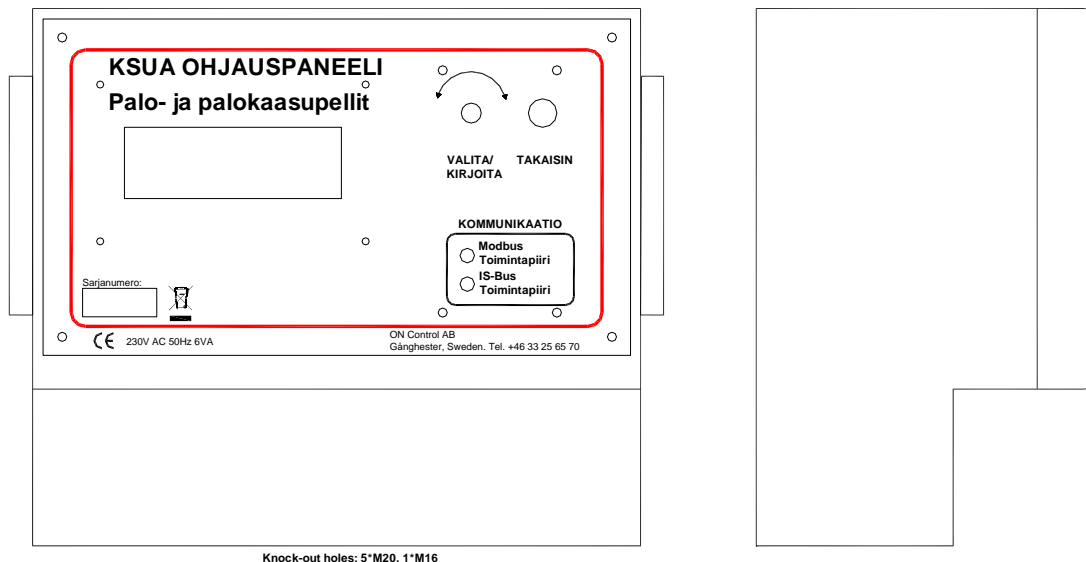 KSUA OHJAUSPANEELI
Palo- ja palokaasupellit
VALITA/
KIRJOITA
TAKAISIN
KOMMUNIKAATIO
Modbus
Toimintapiiri
IS-Bus
Toimintapiiri
Sarjanumero:
CE 230V AC 50Hz 6VA
ON Control AB
Gånghester, Sweden. Tel. +46 33 25 65 70
Knock-out holes: 5*M20, 1*M16